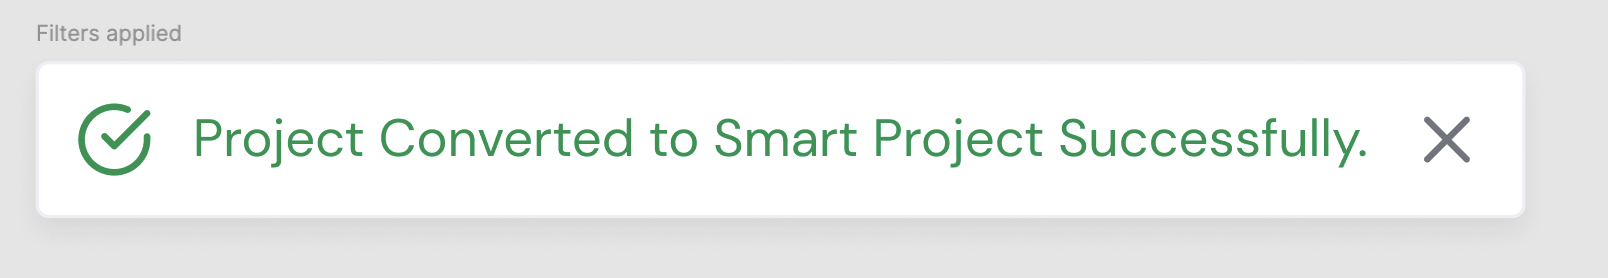 Filters applied
Project Converted to Smart Project Successfully.